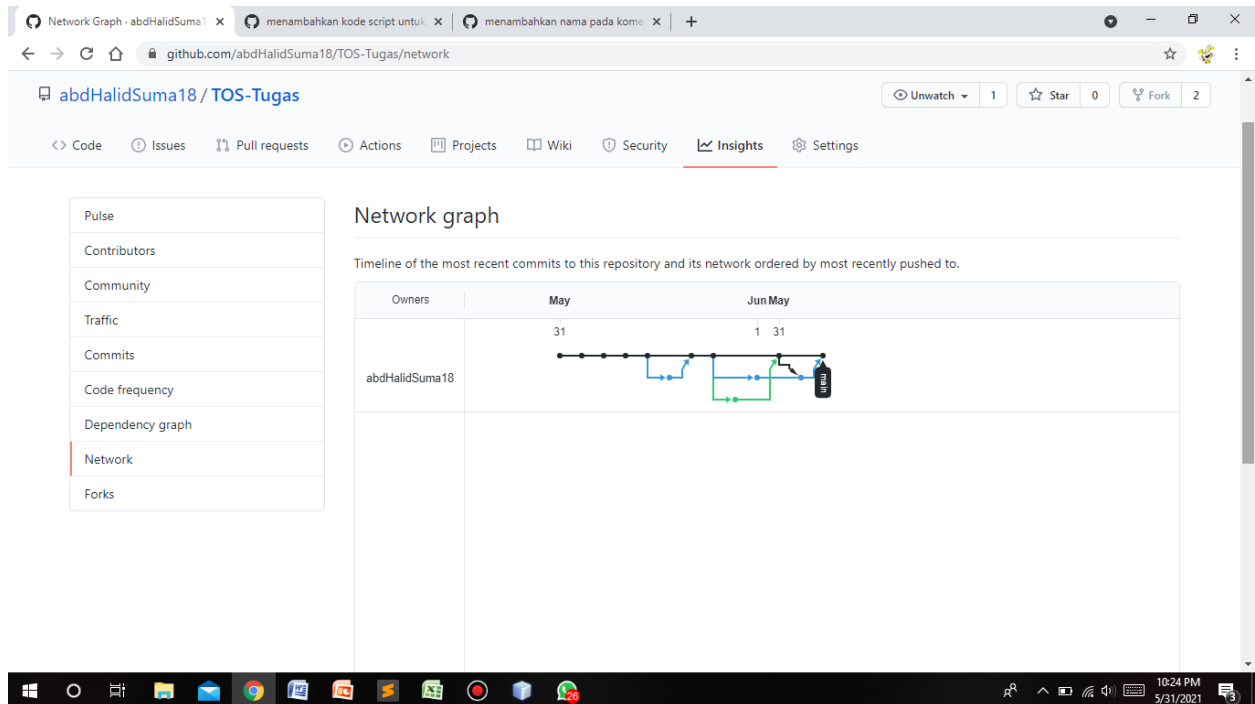 Network Graph · abdHalidSuma1
menambahkan kode script untuk
menambahkan nama pada kome
github.com/abdHalidSuma18/TOS-Tugas/network
abdHalidSuma18 / TOS-Tugas
Unwatch 1 Star 0 Fork 2
Code Issues Pull requests Actions Projects Wiki Security Insights Settings
Pulse
Contributors
Community
Traffic
Commits
Code frequency
Dependency graph
Network
Forks
Network graph
Timeline of the most recent commits to this repository and its network ordered by most recently pushed to.
Owners May Jun May
31 1 31
abdHalidSuma18
main
26
10:24 PM
5/31/2021
3